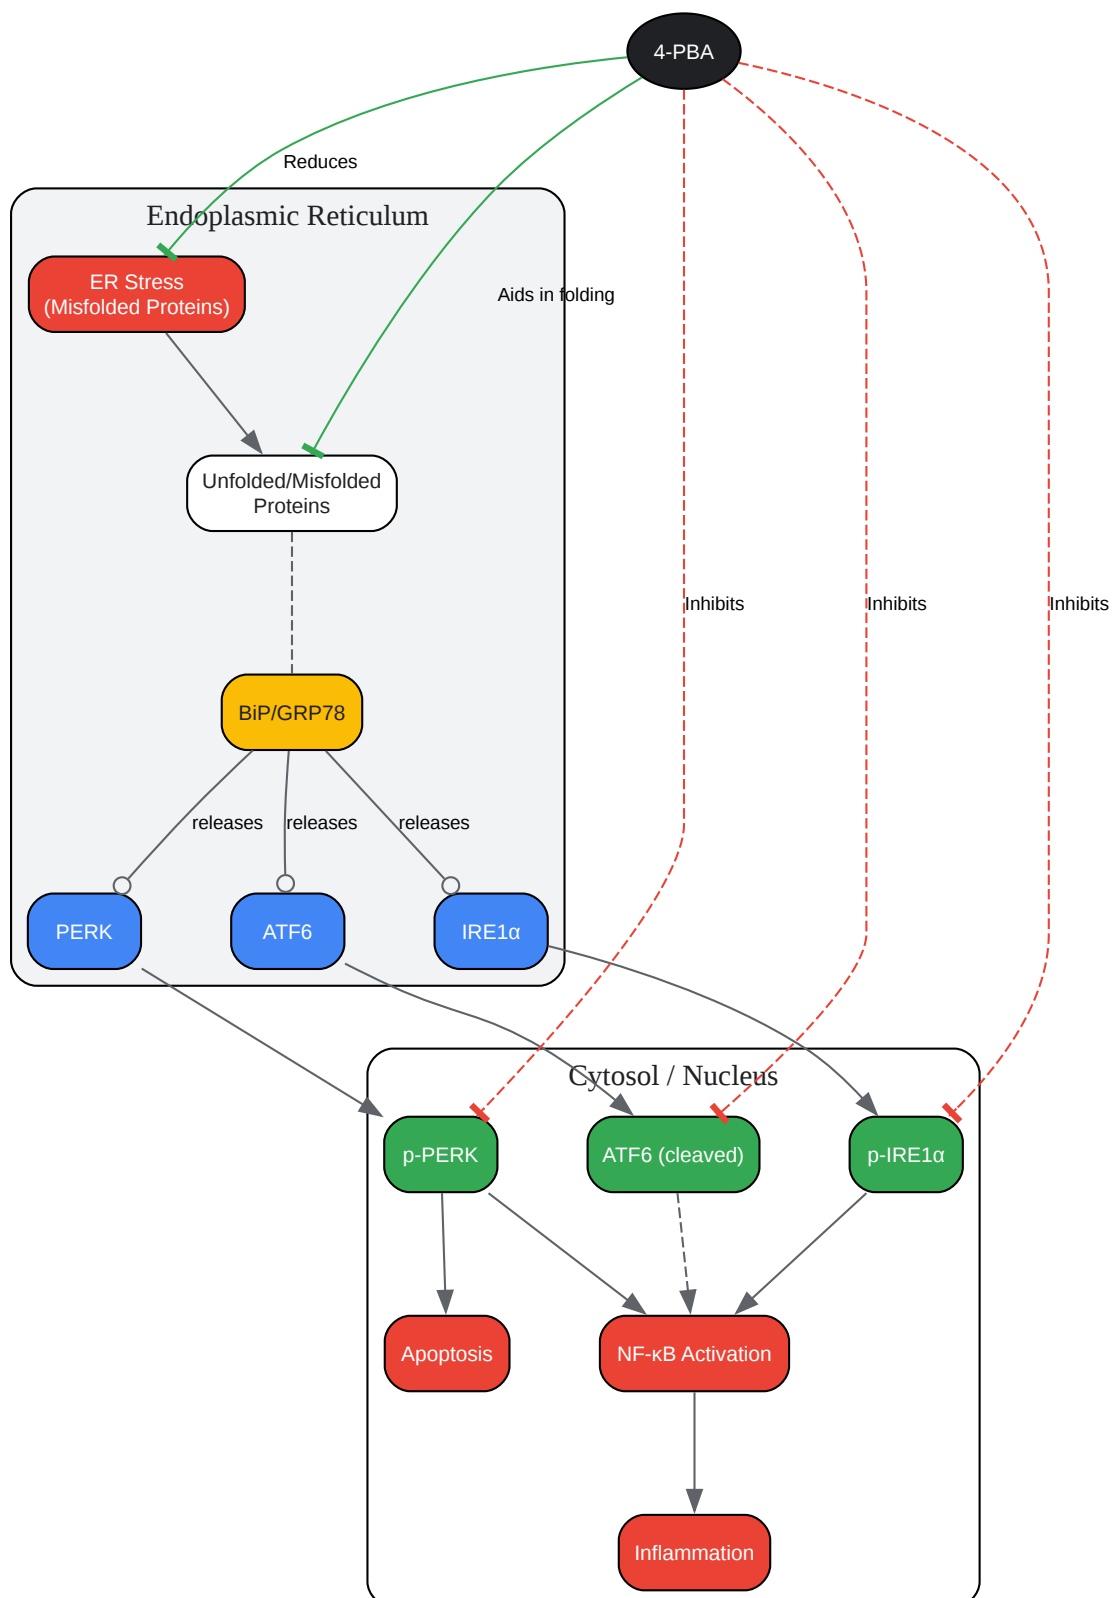 4-PBA
Reduces
Endoplasmic Reticulum
ER Stress
(Misfolded Proteins)
Aids in folding
Unfolded/Misfolded
Proteins
Inhibits
Inhibits
Inhibits
BiP/GRP78
releases
releases
releases
PERK
ATF6
IRE1α
Cytosol / Nucleus
p-PERK
ATF6 (cleaved)
p-IRE1α
Apoptosis
NF-κB Activation
Inflammation